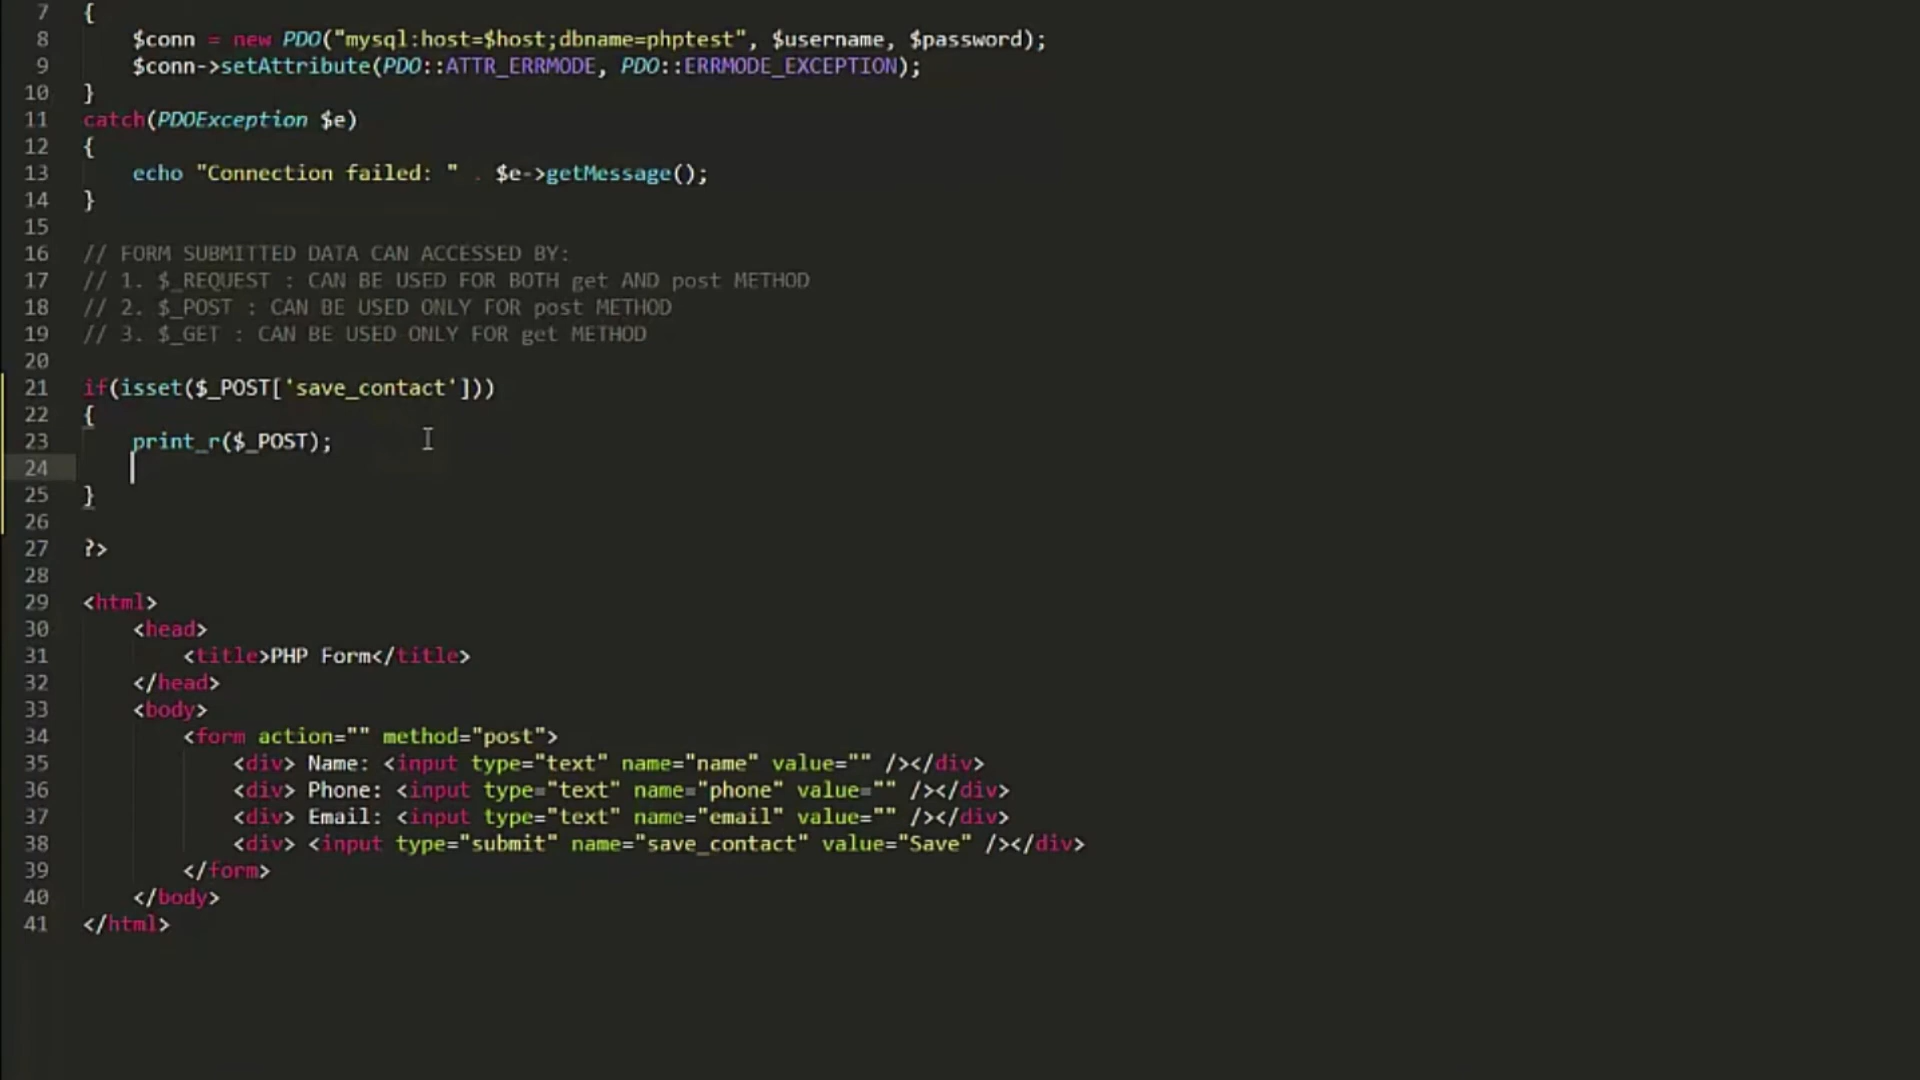 7 {
8 $conn = new PDO("mysql:host=$host;dbname=phptest", $username, $password);
9 $conn->setAttribute(PDO::ATTR_ERRMODE, PDO::ERRMODE_EXCEPTION);
10 }
11 catch(PDOException $e)
12 {
13 echo "Connection failed: " . $e->getMessage();
14 }
15
16 // FORM SUBMITTED DATA CAN ACCESSED BY:
17 // 1. $_REQUEST : CAN BE USED FOR BOTH get AND post METHOD
18 // 2. $_POST : CAN BE USED ONLY FOR post METHOD
19 // 3. $_GET : CAN BE USED ONLY FOR get METHOD
20
21 if(isset($_POST['save_contact']))
22 {
23 print_r($_POST);
24
25 }
26
27 ?>
28
29 <html>
30 <head>
31 <title>PHP Form</title>
32 </head>
33 <body>
34 <form action="" method="post">
35 <div> Name: <input type="text" name="name" value="" /></div>
36 <div> Phone: <input type="text" name="phone" value="" /></div>
37 <div> Email: <input type="text" name="email" value="" /></div>
38 <div> <input type="submit" name="save_contact" value="Save" /></div>
39 </form>
40 </body>
41 </html>